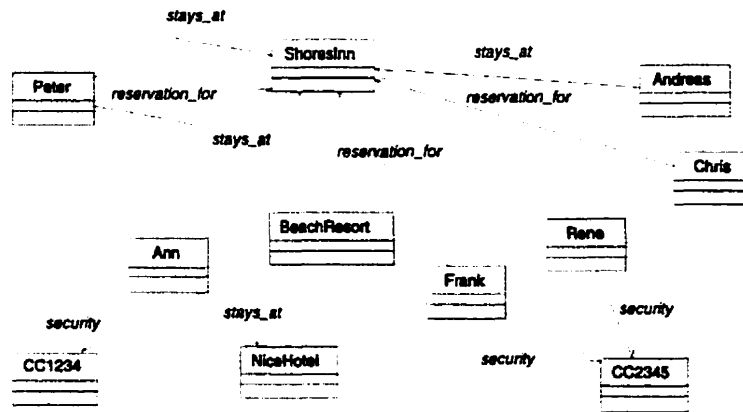 stays_at
ShoresInn
stays_at
Peter
Andreas
reservation_for
reservation_for
stays_at
reservation_for
Chris
BeachResort
Rene
Ann
Frank
security
stays_at
security
CC1234
NiceHotel
security
CC2345